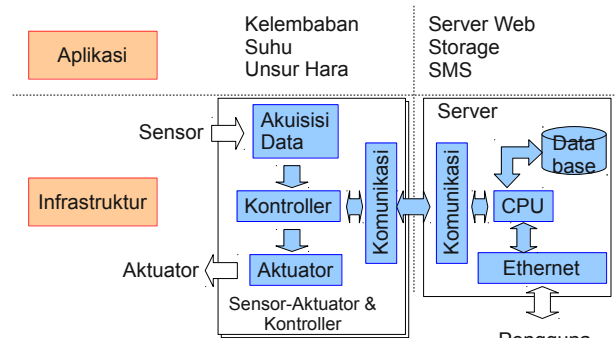 Aplikasi
Kelembaban
Suhu
Unsur Hara
Server Web
Storage
SMS
Infrastruktur
Sensor
Akuisisi
Data
Kontroller
Aktuator
Aktuator
Komunikasi
Sensor-Aktuator &
Kontroller
Server
Komunikasi
Data
base
CPU
Ethernet
Pengguna